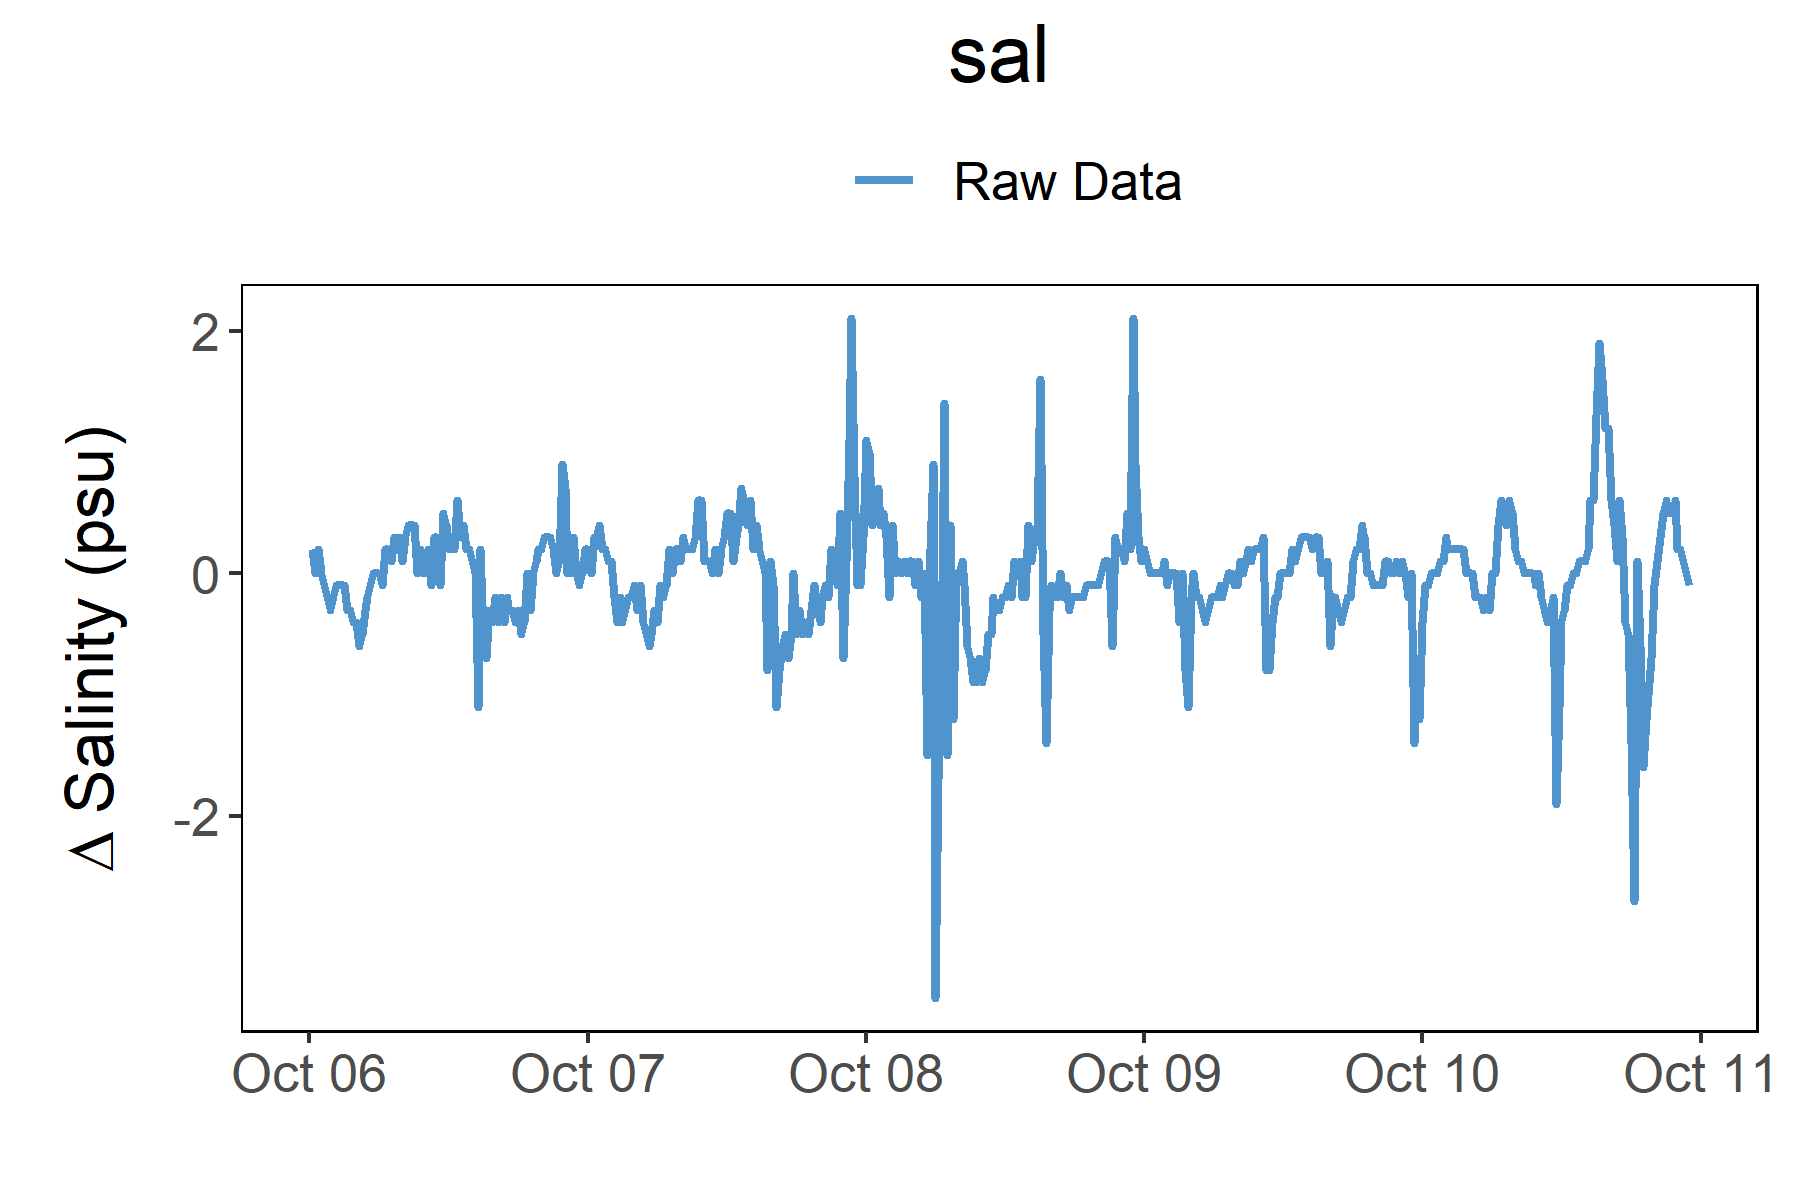 sal
Raw Data
Δ Salinity (psu)
2
0
-2
Oct 06
Oct 07
Oct 08
Oct 09
Oct 10
Oct 11